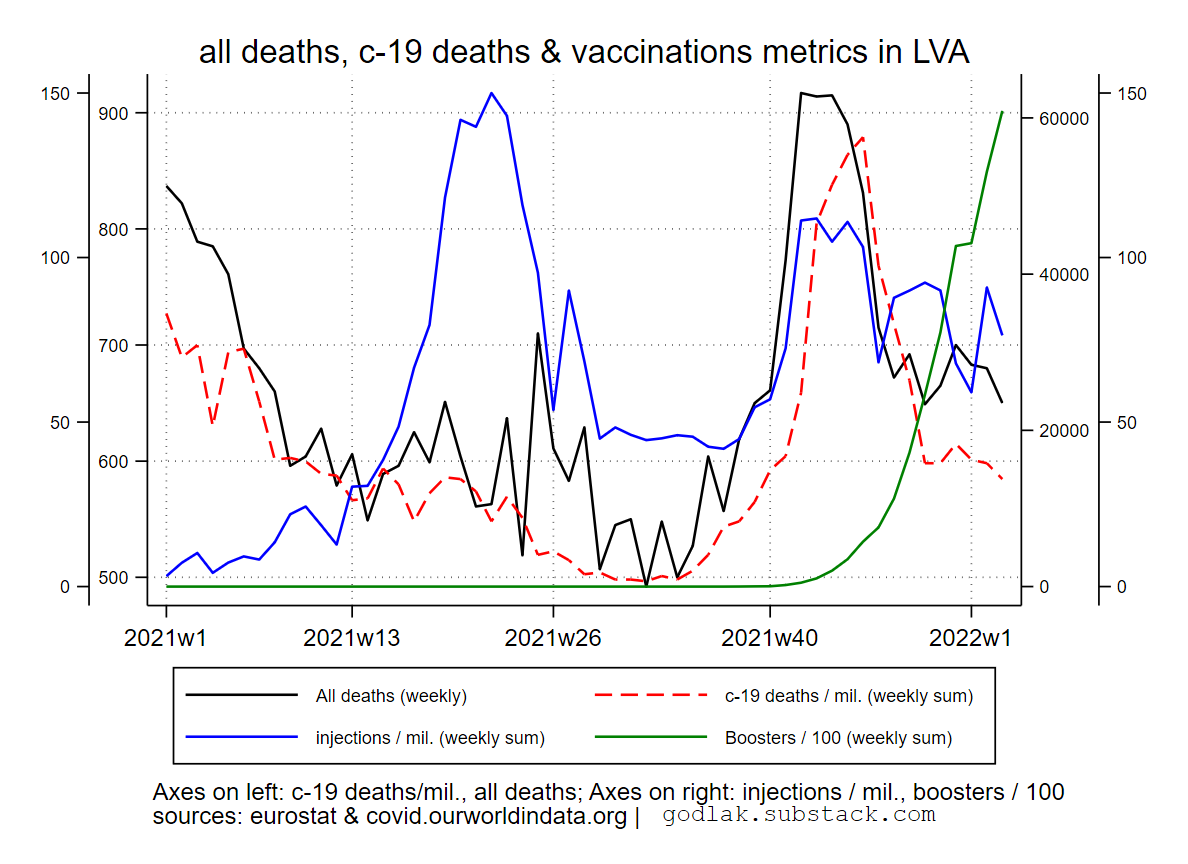 all deaths, c-19 deaths & vaccinations metrics in LVA
150
100
50
0
900
800
700
600
500
60000
40000
20000
0
150
100
50
0
2021w1 2021w13 2021w26 2021w40 2022w1
All deaths (weekly) c-19 deaths / mil. (weekly sum)
injections / mil. (weekly sum) Boosters / 100 (weekly sum)
Axes on left: c-19 deaths/mil., all deaths; Axes on right: injections / mil., boosters / 100
sources: eurostat & covid.ourworldindata.org | godlak.substack.com